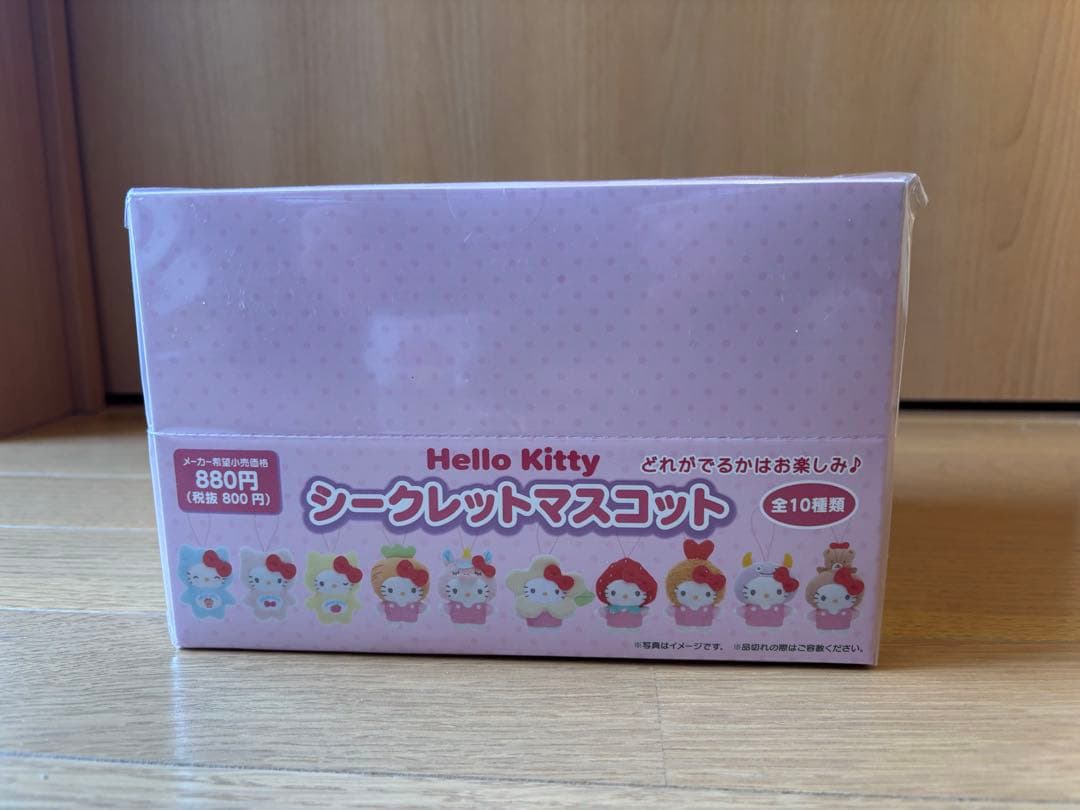 メーカー希望小売価格
880円
(税抜 800円)
Hello Kitty
どれがでるかはお楽しみ♪
シークレットマスコット
全10種類
※写真はイメージです。 ※品切れの際はご容赦ください。